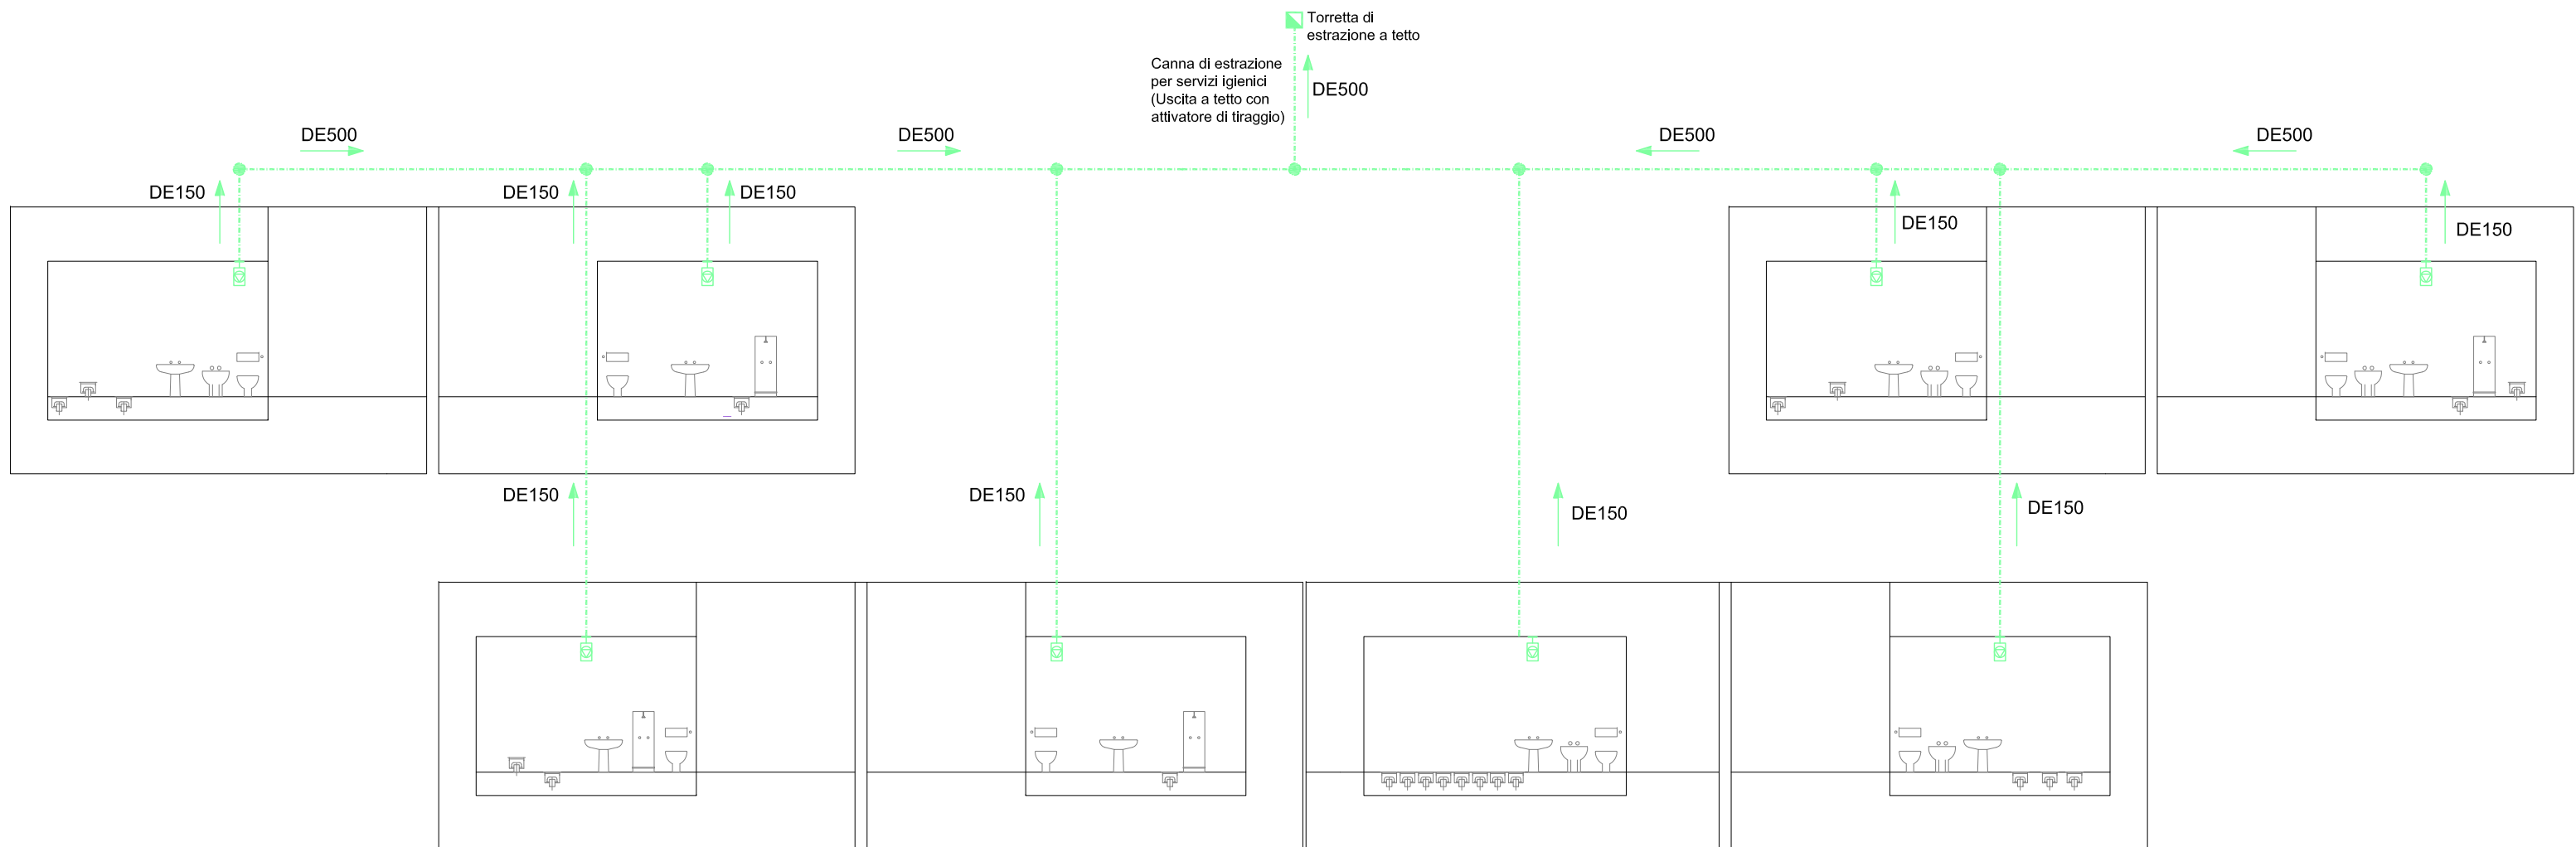 Torretta di
estrazione a tetto
Canna di estrazione
per servizi igienici
(Uscita a tetto con
attivatore di tiraggio)
DE500
DE500
DE500
DE500
DE500
DE150
DE150
DE150
DE150
DE150
DE150
DE150
DE150
DE150